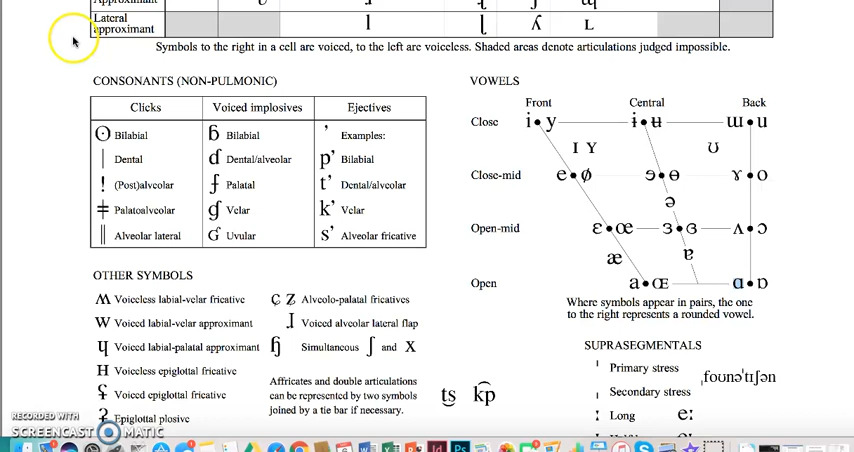 Approximant ʋ ɹ ɻ j ɰ
Lateral approximant l ɭ ʎ ʟ
Symbols to the right in a cell are voiced, to the left are voiceless. Shaded areas denote articulations judged impossible.
CONSONANTS (NON-PULMONIC)
Clicks Voiced implosives Ejectives
ʘ Bilabial ɓ Bilabial ʼ Examples:
ǀ Dental ɗ Dental/alveolar pʼ Bilabial
ǃ (Post)alveolar ʄ Palatal tʼ Dental/alveolar
ǂ Palatoalveolar ɠ Velar kʼ Velar
ǁ Alveolar lateral ʛ Uvular sʼ Alveolar fricative
VOWELS
Front Central Back
Close i y ɨ ʉ ɯ u
ɪ ʏ ʊ
Close-mid e ø ɘ ɵ ɤ o
ə
Open-mid ɛ œ ɜ ɞ ʌ ɔ
æ ɐ
Open a ɶ ɑ ɒ
Where symbols appear in pairs, the one
to the right represents a rounded vowel.
OTHER SYMBOLS
ʍ Voiceless labial-velar fricative ɕ ʑ Alveolo-palatal fricatives
w Voiced labial-velar approximant ɺ Voiced alveolar lateral flap
ɥ Voiced labial-palatal approximant ɧ Simultaneous ʃ and x
ʜ Voiceless epiglottal fricative
ʢ Voiced epiglottal fricative
ʡ Epiglottal plosive
Affricates and double articulations
can be represented by two symbols
joined by a tie bar if necessary.
t͜s k͡p
SUPRASEGMENTALS
ˈ Primary stress
ˌ Secondary stress
ˌfoʊnəˈtɪʃən
ː Long eː
RECORDED WITH
SCREENCAST MATIC